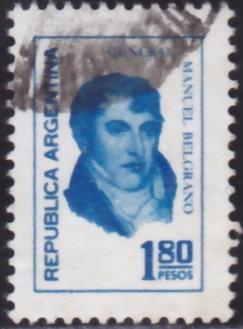 REPUBLICA ARGENTINA
GENERAL
MANUEL BELGRANO
1.80
PESOS